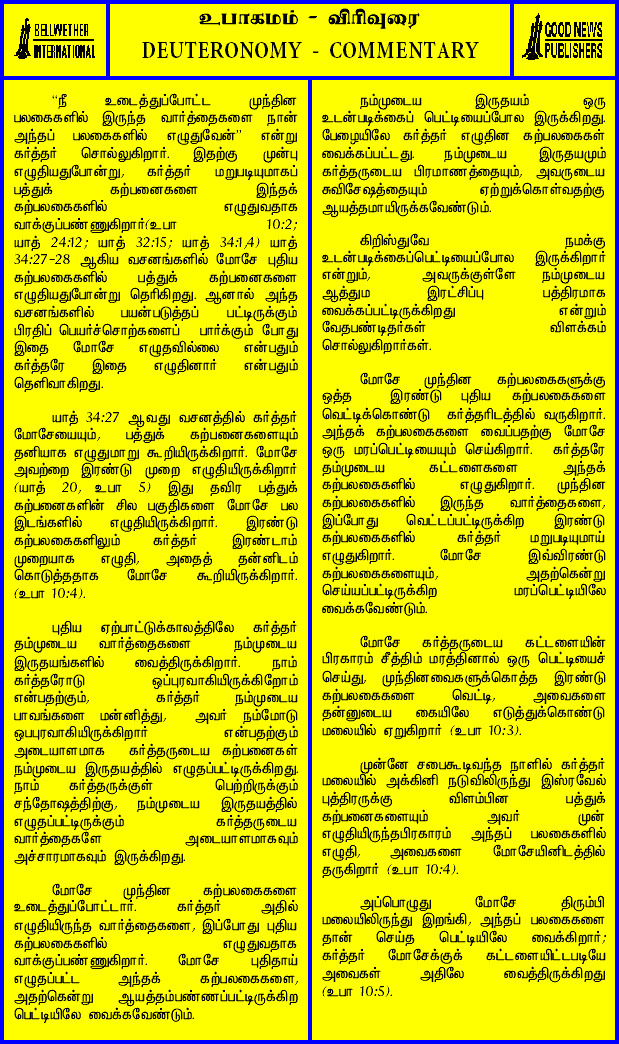 BELLWETHER
INTERNATIONAL
உபாகமம் - விரிவுரை
DEUTERONOMY - COMMENTARY
GOOD NEWS
PUBLISHERS
“நீ உடைத்துப்போட்ட முந்தின
பலகைகளில் இருந்த வார்த்தைகளை நான்
அந்தப் பலகைகளில் எழுதுவேன்” என்று
கர்த்தர் சொல்லுகிறார். இதற்கு முன்பு
எழுதியதுபோன்று, கர்த்தர் மறுபடியுமாகப்
பத்துக் கற்பனைகளை இந்தக்
கற்பலகைகளில் எழுதுவதாக
வாக்குப்பண்ணுகிறார்(உபா 10:2;
யாத் 24:12; யாத் 32:15; யாத் 34:1,4) யாத்
34:27-28 ஆகிய வசனங்களில் மோசே புதிய
கற்பலகைகளில் பத்துக் கற்பனைகளை
எழுதியதுபோன்று தெரிகிறது. ஆனால் அந்த
வசனங்களில் பயன்படுத்தப் பட்டிருக்கும்
பிரதிப் பெயர்ச்சொற்களைப் பார்க்கும் போது
இதை மோசே எழுதவில்லை என்பதும்
கர்த்தரே இதை எழுதினார் என்பதும்
தெளிவாகிறது.
யாத் 34:27 ஆவது வசனத்தில் கர்த்தர்
மோசேயையும், பத்துக் கற்பனைகளையும்
தனியாக எழுதுமாறு கூறியிருக்கிறார். மோசே
அவற்றை இரண்டு முறை எழுதியிருக்கிறார்
(யாத் 20, உபா 5) இது தவிர பத்துக்
கற்பனைகளின் சில பகுதிகளை மோசே பல
இடங்களில் எழுதியிருக்கிறார். இரண்டு
கற்பலகைகளிலும் கர்த்தர் இரண்டாம்
முறையாக எழுதி, அதைத் தன்னிடம்
கொடுத்ததாக மோசே கூறியிருக்கிறார்.
(உபா 10:4).
புதிய ஏற்பாட்டுக்காலத்திலே கர்த்தர்
தம்முடைய வார்த்தைகளை நம்முடைய
இருதயங்களில் வைத்திருக்கிறார். நாம்
கர்த்தரோடு ஒப்புரவாகியிருக்கிறோம்
என்பதற்கும், கர்த்தர் நம்முடைய
பாவங்களை மன்னித்து, அவர் நம்மோடு
ஒப்புரவாகியிருக்கிறார் என்பதற்கும்
அடையாளமாக கர்த்தருடைய கற்பனைகள்
நம்முடைய இருதயத்தில் எழுதப்பட்டிருக்கிறது.
நாம் கர்த்தருக்குள் பெற்றிருக்கும்
சந்தோஷத்திற்கு, நம்முடைய இருதயத்தில்
எழுதப்பட்டிருக்கும் கர்த்தருடைய
வார்த்தைகளே அடையாளமாகவும்
அச்சாரமாகவும் இருக்கிறது.
மோசே முந்தின கற்பலகைகளை
உடைத்துப்போட்டார். கர்த்தர் அதில்
எழுதியிருந்த வார்த்தைகளை, இப்போது புதிய
கற்பலகைகளில் எழுதுவதாக
வாக்குப்பண்ணுகிறார். மோசே புதிதாய்
எழுதப்பட்ட அந்தக் கற்பலகைகளை,
அதற்கென்று ஆயத்தம்பண்ணப்பட்டிருக்கிற
பெட்டியிலே வைக்கவேண்டும்.
நம்முடைய இருதயம் ஒரு
உடன்படிக்கைப் பெட்டியைப்போல இருக்கிறது.
பேழையிலே கர்த்தர் எழுதின கற்பலகைகள்
வைக்கப்பட்டது. நம்முடைய இருதயமும்
கர்த்தருடைய பிரமாணத்தையும், அவருடைய
சுவிசேஷத்தையும் ஏற்றுக்கொள்வதற்கு
ஆயத்தமாயிருக்கவேண்டும்.
கிறிஸ்துவே நமக்கு
உடன்படிக்கைப்பெட்டியைப்போல இருக்கிறார்
என்றும், அவருக்குள்ளே நம்முடைய
ஆத்தும இரட்சிப்பு பத்திரமாக
வைக்கப்பட்டிருக்கிறது என்றும்
வேதபண்டிதர்கள் விளக்கம்
சொல்லுகிறார்கள்.
மோசே முந்தின கற்பலகைகளுக்கு
ஒத்த இரண்டு புதிய கற்பலகைகளை
வெட்டிக்கொண்டு கர்த்தரிடத்தில் வருகிறார்.
அந்தக் கற்பலகைகளை வைப்பதற்கு மோசே
ஒரு மரப்பெட்டியையும் செய்கிறார். கர்த்தரே
தம்முடைய கட்டளைகளை அந்தக்
கற்பலகைகளில் எழுதுகிறார். முந்தின
கற்பலகைகளில் இருந்த வார்த்தைகளை,
இப்போது வெட்டப்பட்டிருக்கிற இரண்டு
கற்பலகைகளில் கர்த்தர் மறுபடியுமாய்
எழுதுகிறார். மோசே இவ்விரண்டு
கற்பலகைகளையும், அதற்கென்று
செய்யப்பட்டிருக்கிற மரப்பெட்டியிலே
வைக்கவேண்டும்.
மோசே கர்த்தருடைய கட்டளையின்
பிரகாரம் சீத்திம் மரத்தினால் ஒரு பெட்டியைச்
செய்து, முந்தினவைகளுக்கொத்த இரண்டு
கற்பலகைகளை வெட்டி, அவைகளை
தன்னுடைய கையிலே எடுத்துக்கொண்டு
மலையில் ஏறுகிறார் (உபா 10:3).
முன்னே சபைகூடிவந்த நாளில் கர்த்தர்
மலையில் அக்கினி நடுவிலிருந்து இஸ்ரவேல்
புத்திரருக்கு விளம்பின பத்துக்
கற்பனைகளையும் அவர் முன்
எழுதியிருந்தபிரகாரம் அந்தப் பலகைகளில்
எழுதி, அவைகளை மோசேயினிடத்தில்
தருகிறார் (உபா 10:4).
அப்பொழுது மோசே திரும்பி
மலையிலிருந்து இறங்கி, அந்தப் பலகைகளை
தான் செய்த பெட்டியிலே வைக்கிறார்;
கர்த்தர் மோசேக்குக் கட்டளையிட்டபடியே
அவைகள் அதிலே வைத்திருக்கிறது
(உபா 10:5).